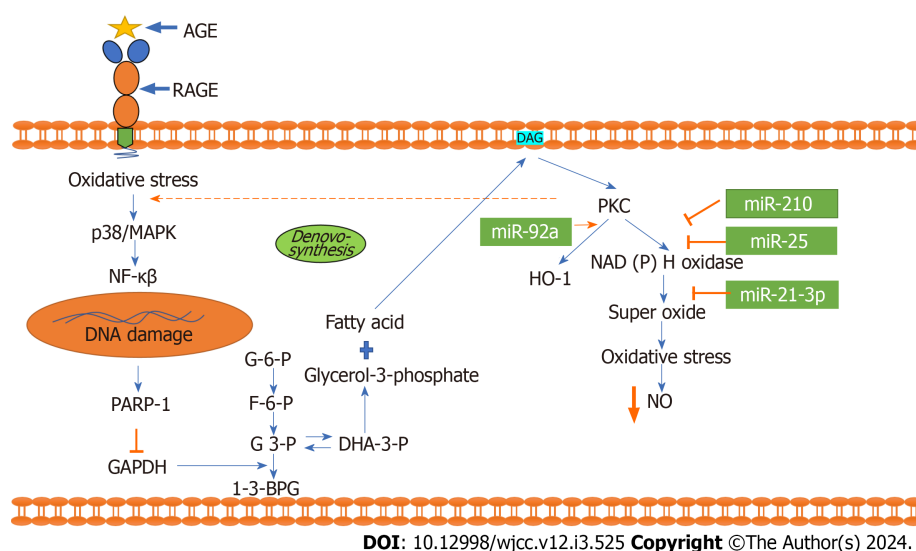 AGE
RAGE
DAG
Oxidative stress
p38/MAPK
NF-κβ
DNA damage
PARP-1
GAPDH
Denovo-
synthesis
G-6-P
F-6-P
G 3-P
1-3-BPG
DHA-3-P
Fatty acid
Glycerol-3-phosphate
PKC
miR-92a
HO-1
NAD (P) H oxidase
miR-210
miR-25
miR-21-3p
Super oxide
Oxidative stress
NO
DOI: 10.12998/wjcc.v12.i3.525 Copyright ©The Author(s) 2024.